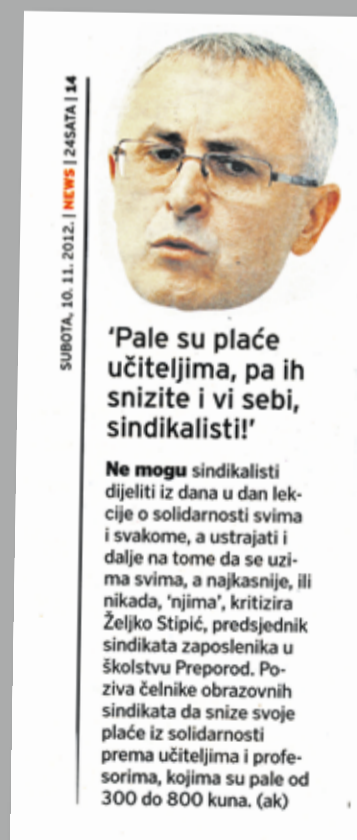 SUBOTA, 10. 11. 2012. | NEWS | 24SATA | 14
‘Pale su plaće
učiteljima, pa ih
snizite i vi sebi,
sindikalisti!’
Ne mogu sindikalisti
dijeliti iz dana u dan lek-
cije o solidarnosti svima
i svakome, a ustrajati i
dalje na tome da se uzi-
ma svima, a najkasnije, ili
nikada, ‘njima’, kritizira
Željko Stipić, predsjednik
sindikata zaposlenika u
školstvu Preporod. Po-
ziva čelnike obrazovnih
sindikata da snize svoje
plaće iz solidarnosti
prema učiteljima i profe-
sorima, kojima su pale od
300 do 800 kuna. (ak)